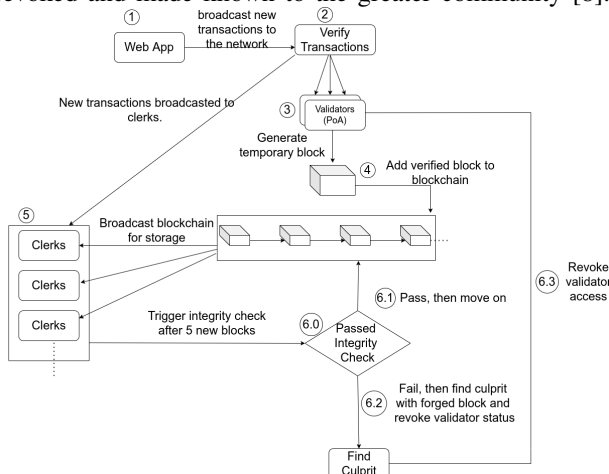 revoked and made known to the greater community [8].
1
Web App
broadcast new
transactions to
the network
2
Verify
Transactions
New transactions broadcasted to
clerks.
3
Validators
(PoA)
Generate
temporary block
4
Add verified block to
blockchain
5
Clerks
Clerks
Clerks
Broadcast blockchain
for storage
Trigger integrity check
after 5 new blocks
6.0
Passed
Integrity
Check
6.1
Pass, then move on
6.2
Fail, then find culprit
with forged block and
revoke validator status
6.3
Revoke
validator
access
Find
Culprit